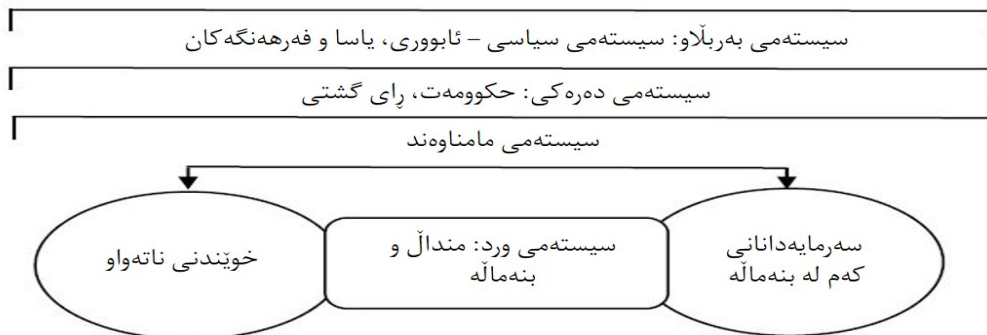 سیستەمی بەربڵاو: سیستەمی سیاسی – ئابووری، یاسا و فەرهەنگەکان
سیستەمی دەرەکی: حکوومەت، ڕای گشتی
سیستەمی مامناوەند
سەرمایەدانانی
کەم لە بنەماڵە
سیستەمی ورد: منداڵ و
بنەماڵە
خوێندنی ناتەواو